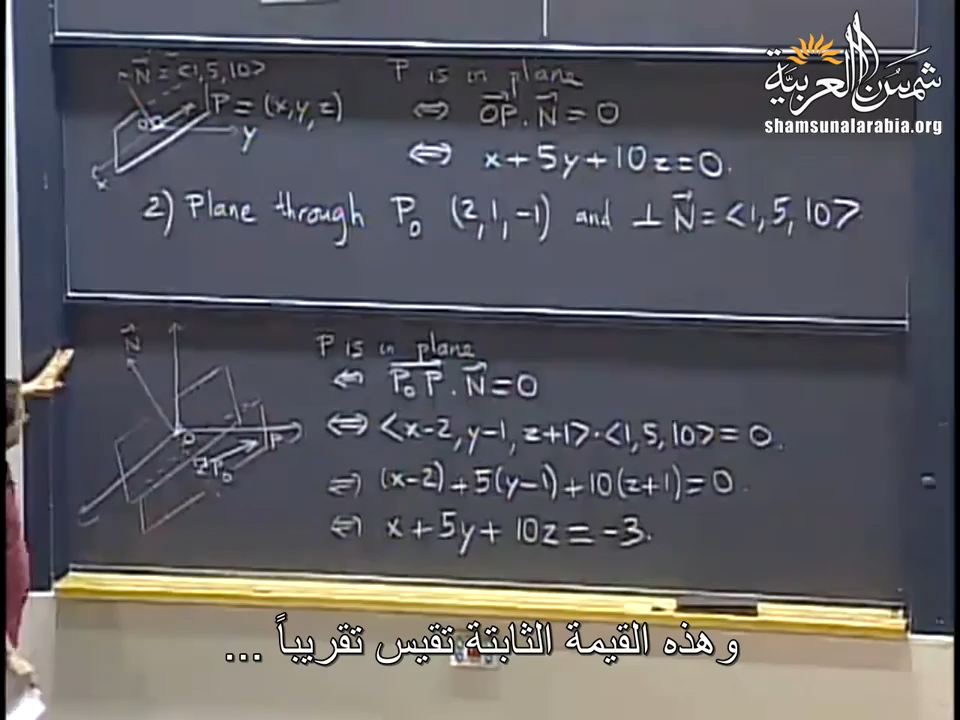 شمس العربية
shamsunalarabia.org
N⃗ = <1,5,10>
P = (x,y,z)
y
x
P is in plane
⇔ OP⃗ · N⃗ = 0
⇔ x+5y+10z=0.
2) Plane through P₀ (2,1,-1) and ⊥ N⃗ = <1,5,10>
N⃗
P
P₀
P is in plane
⇔ P₀P⃗ · N⃗ = 0
⇔ <x-2, y-1, z+1> · <1,5,10> = 0.
⇔ (x-2)+5(y-1)+10(z+1)=0.
⇔ x+5y+10z=-3.
وهذه القيمة الثابتة تقيس تقريباً ...